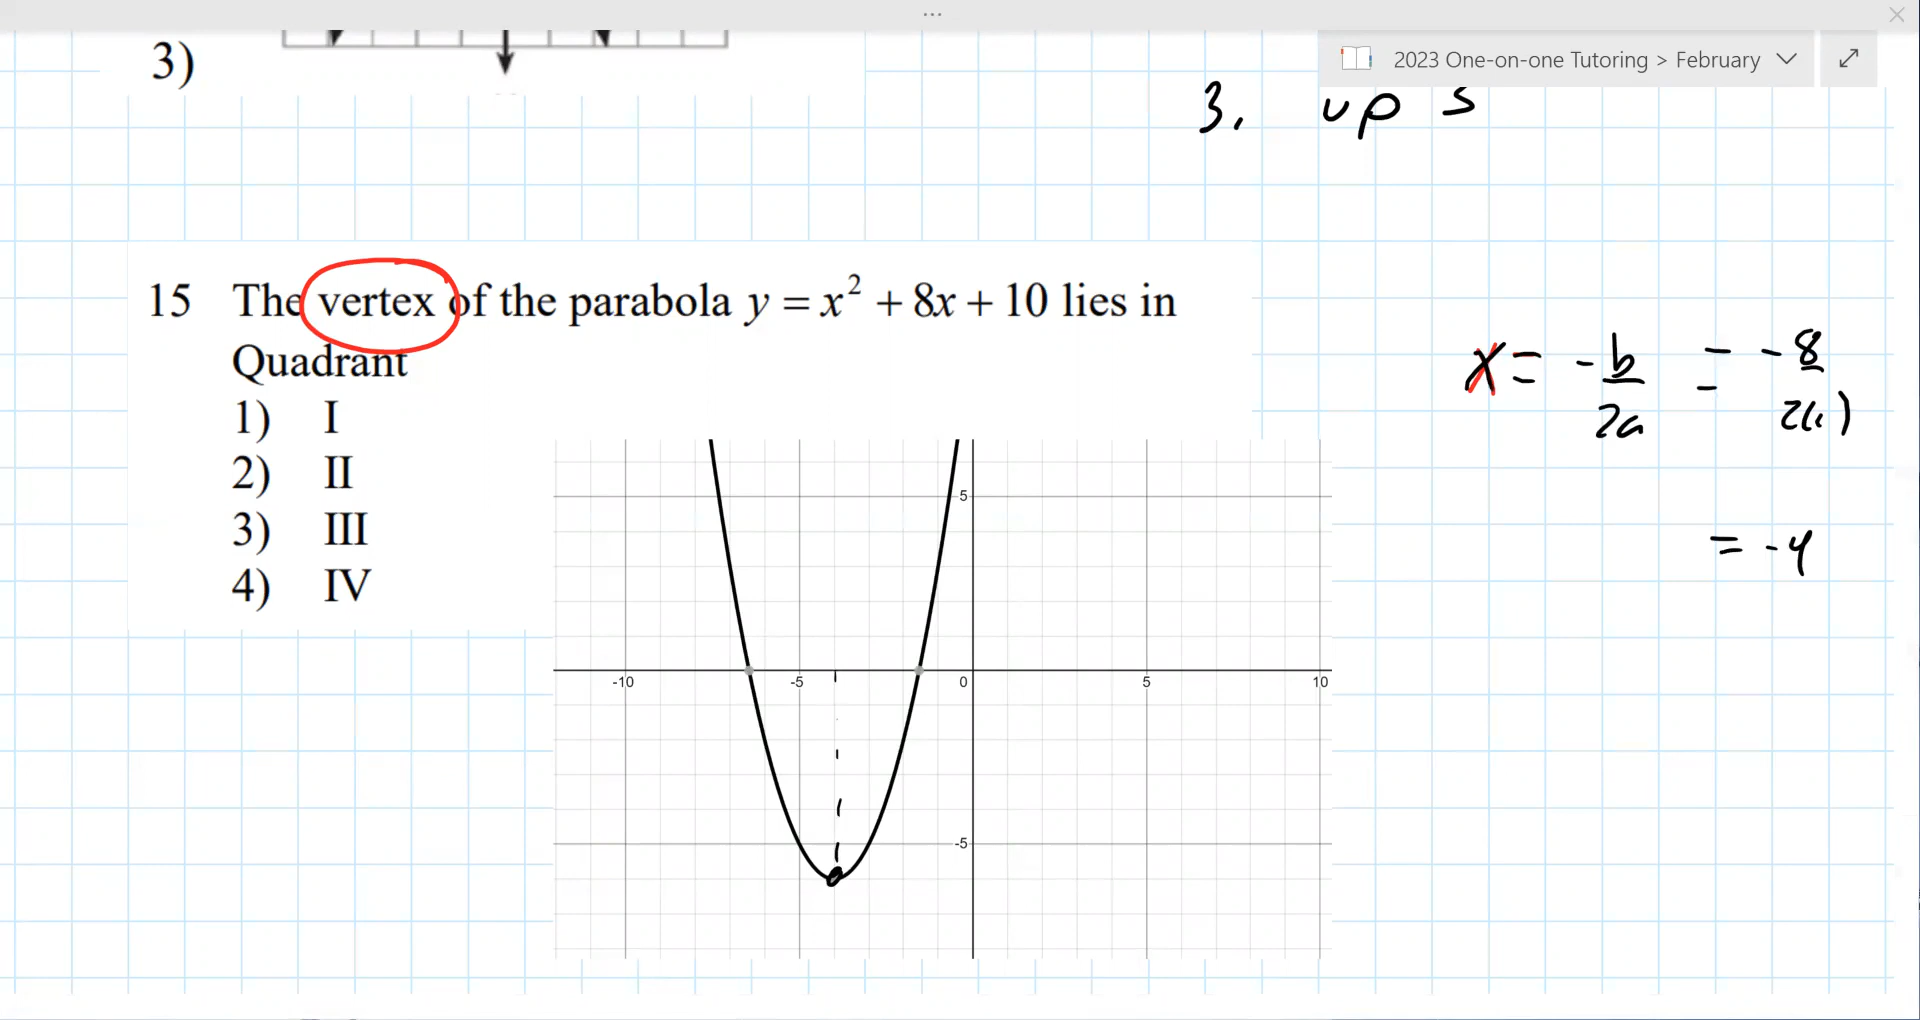 ...
2023 One-on-one Tutoring > February
3)
3. up 5
15 The vertex of the parabola y = x² + 8x + 10 lies in
Quadrant
1) I
2) II
3) III
4) IV
x = -b/2a = -8/2(1)
= -4
5
-10 -5 0 5 10
-5